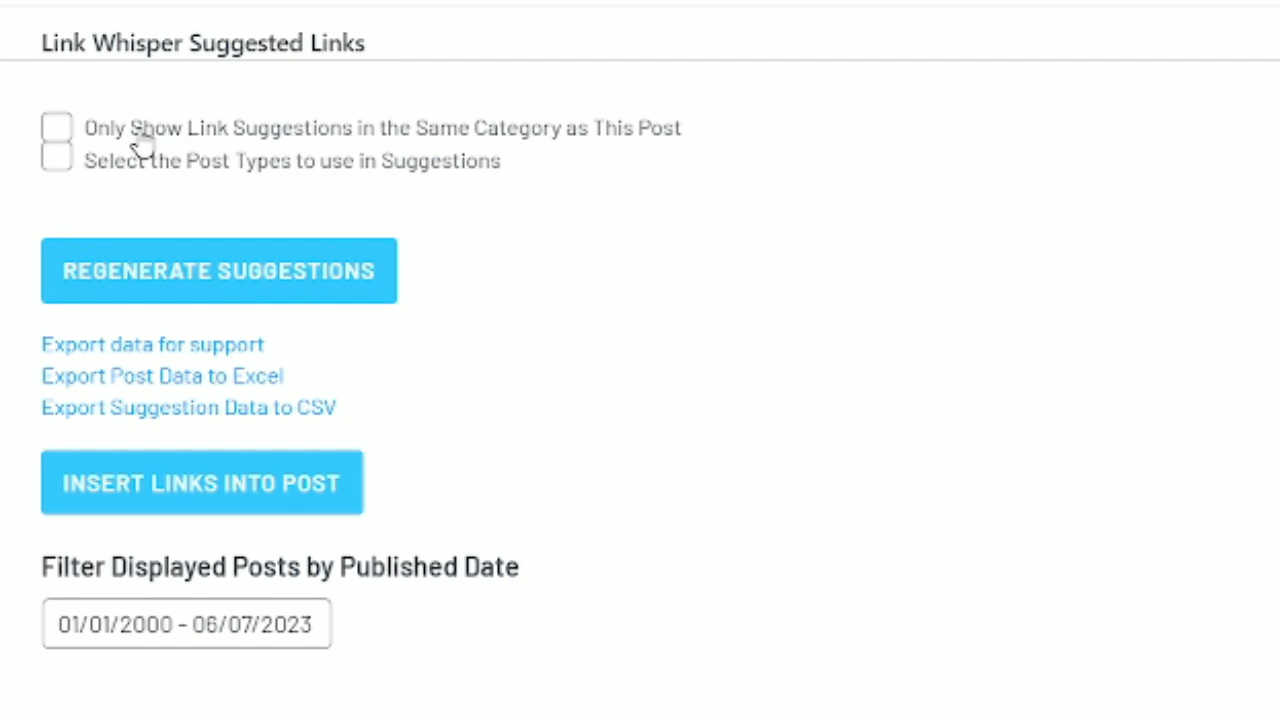 Link Whisper Suggested Links
Only Show Link Suggestions in the Same Category as This Post
Select the Post Types to use in Suggestions
REGENERATE SUGGESTIONS
Export data for support
Export Post Data to Excel
Export Suggestion Data to CSV
INSERT LINKS INTO POST
Filter Displayed Posts by Published Date
01/01/2000 - 06/07/2023